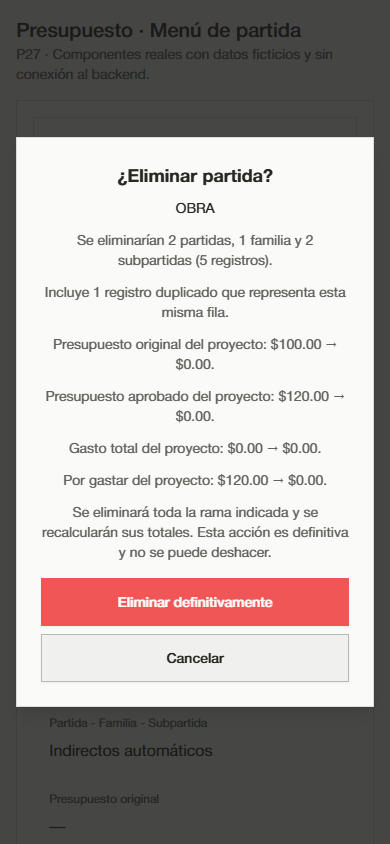 Presupuesto · Menú de partida
P27 · Componentes reales con datos ficticios y sin
conexión al backend.
¿Eliminar partida?
OBRA
Se eliminarían 2 partidas, 1 familia y 2
subpartidas (5 registros).
Incluye 1 registro duplicado que representa esta
misma fila.
Presupuesto original del proyecto: $100.00 →
$0.00.
Presupuesto aprobado del proyecto: $120.00 →
$0.00.
Gasto total del proyecto: $0.00 → $0.00.
Por gastar del proyecto: $120.00 → $0.00.
Se eliminará toda la rama indicada y se
recalcularán sus totales. Esta acción es definitiva
y no se puede deshacer.
Eliminar definitivamente
Cancelar
Partida - Familia - Subpartida
Indirectos automáticos
Presupuesto original
—